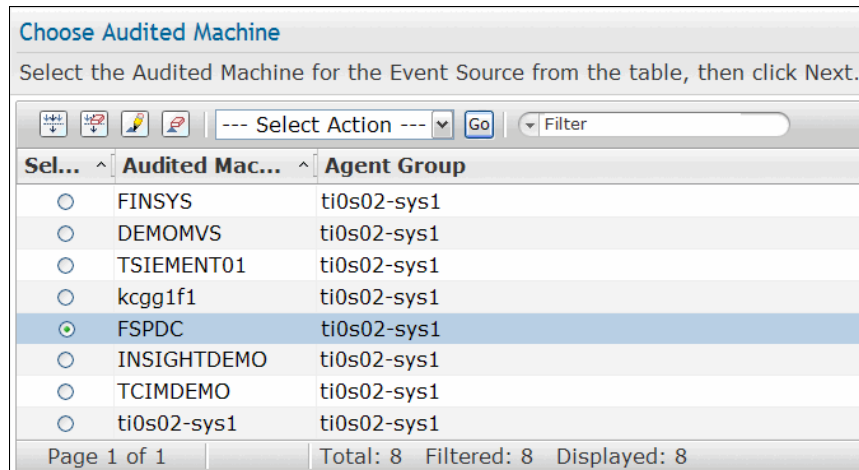 Choose Audited Machine
Select the Audited Machine for the Event Source from the table, then click Next.
--- Select Action --- Go Filter
Sel... Audited Mac... Agent Group
FINSYS ti0s02-sys1
DEMOMVS ti0s02-sys1
TSIEMENT01 ti0s02-sys1
kcgg1f1 ti0s02-sys1
FSPDC ti0s02-sys1
INSIGHTDEMO ti0s02-sys1
TCIMDEMO ti0s02-sys1
ti0s02-sys1 ti0s02-sys1
Page 1 of 1 Total: 8 Filtered: 8 Displayed: 8